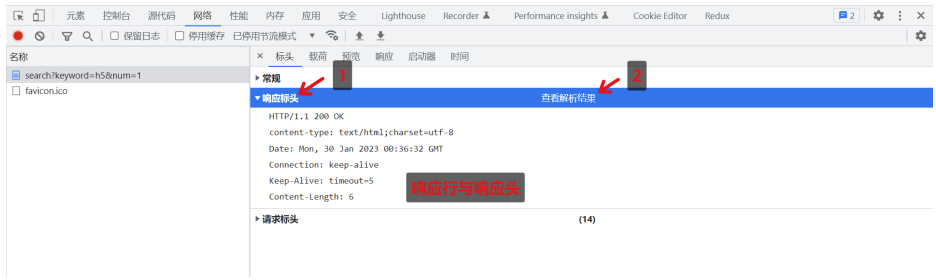 元素 控制台 源代码 网络 性能 内存 应用 安全 Lighthouse Recorder Performance insights Cookie Editor Redux 2
保留日志 停用缓存 已停用节流模式
名称 × 标头 载荷 预览 响应 启动器 时间
search?keyword=h5&num=1
favicon.ico
常规
1
2
响应标头 查看解析结果
HTTP/1.1 200 OK
content-type: text/html;charset=utf-8
Date: Mon, 30 Jan 2023 00:36:32 GMT
Connection: keep-alive
Keep-Alive: timeout=5
Content-Length: 6
响应行与响应头
请求标头 (14)